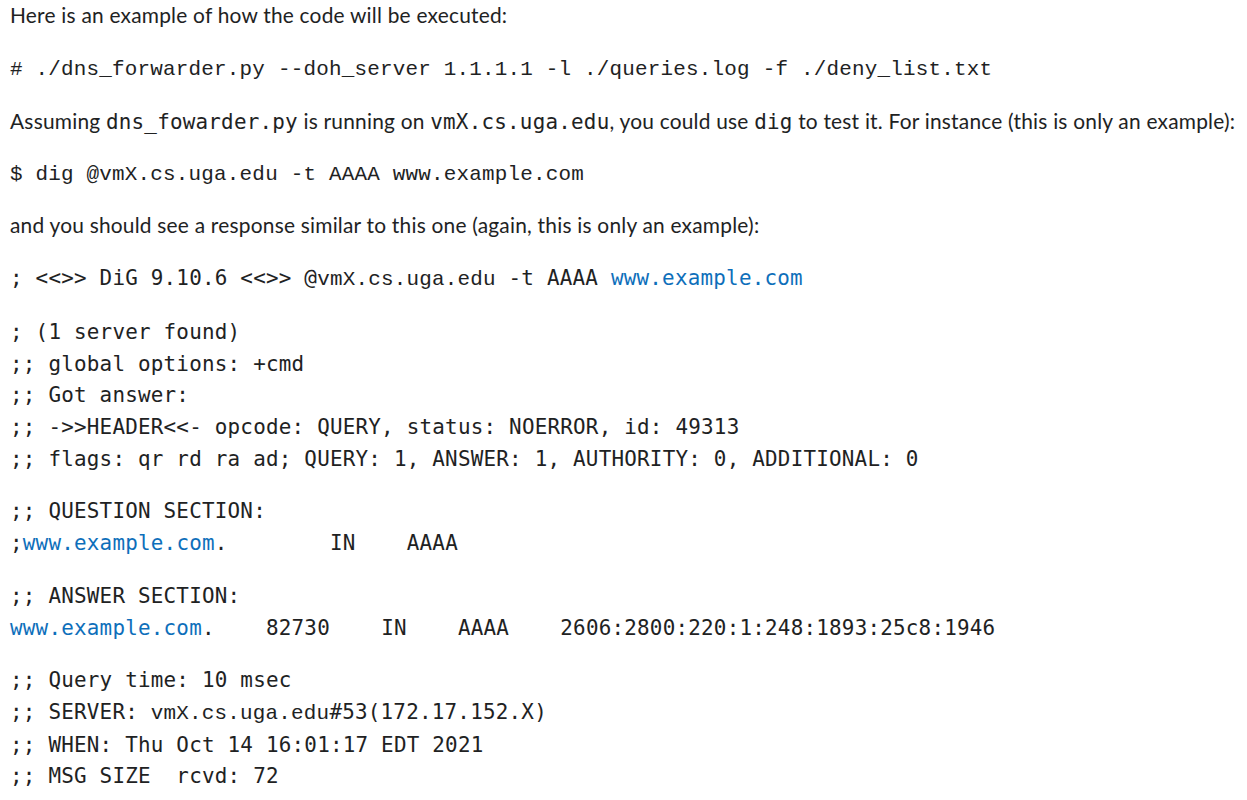 Here is an example of how the code will be executed:
# ./dns_forwarder.py --doh_server 1.1.1.1 -l ./queries.log -f ./deny_list.txt
Assuming dns_fowarder.py is running on vmX.cs.uga.edu, you could use dig to test it. For instance (this is only an example):
$ dig @vmX.cs.uga.edu -t AAAA www.example.com
and you should see a response similar to this one (again, this is only an example):
; <<>> DiG 9.10.6 <<>> @vmX.cs.uga.edu -t AAAA www.example.com
; (1 server found)
;; global options: +cmd
;; Got answer:
;; ->>HEADER<<- opcode: QUERY, status: NOERROR, id: 49313
;; flags: qr rd ra ad; QUERY: 1, ANSWER: 1, AUTHORITY: 0, ADDITIONAL: 0
;; QUESTION SECTION:
;www.example.com.        IN    AAAA
;; ANSWER SECTION:
www.example.com.    82730    IN    AAAA    2606:2800:220:1:248:1893:25c8:1946
;; Query time: 10 msec
;; SERVER: vmX.cs.uga.edu#53(172.17.152.X)
;; WHEN: Thu Oct 14 16:01:17 EDT 2021
;; MSG SIZE  rcvd: 72